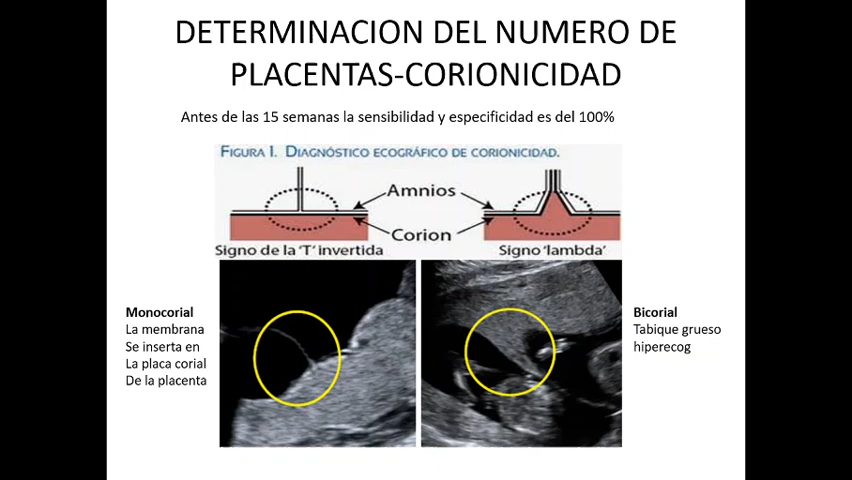 DETERMINACION DEL NUMERO DE
PLACENTAS-CORIONICIDAD
Antes de las 15 semanas la sensibilidad y especificidad es del 100%
FIGURA 1. DIAGNÓSTICO ECOGRÁFICO DE CORIONICIDAD.
Amnios
Corion
Signo de la 'T' invertida
Signo 'lambda'
Monocorial
La membrana
Se inserta en
La placa corial
De la placenta
Bicorial
Tabique grueso
hiperecog